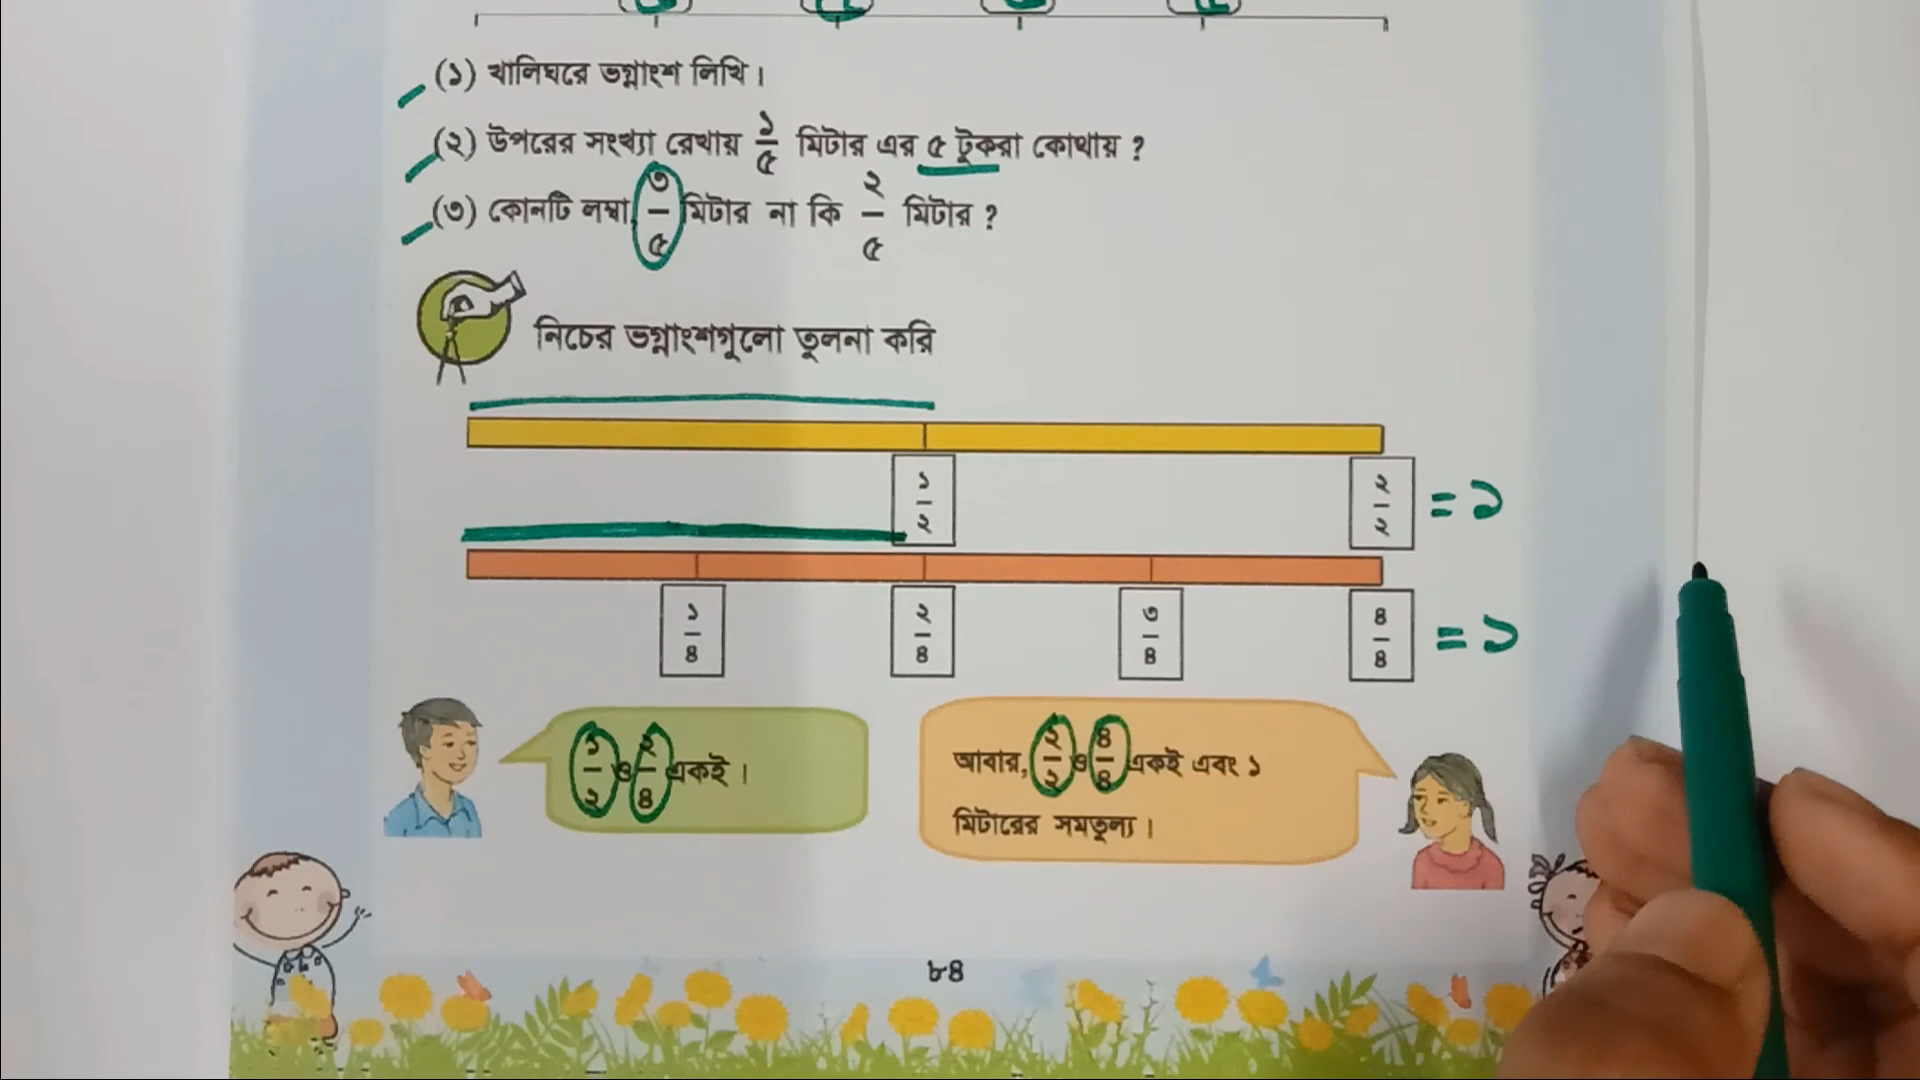 (১) খালিঘরে ভগ্নাংশ লিখি।
(২) উপরের সংখ্যা রেখায় ১/৫ মিটার এর ৫ টুকরা কোথায় ?
(৩) কোনটি লম্বা, ৩/৫ মিটার না কি ২/৫ মিটার ?
নিচের ভগ্নাংশগুলো তুলনা করি
১/২ ২/২ = ১
১/৪ ২/৪ ৩/৪ ৪/৪ = ১
১/২ ও ২/৪ একই।
আবার, ২/২ ও ৪/৪ একই এবং ১
মিটারের সমতুল্য।
৮৪